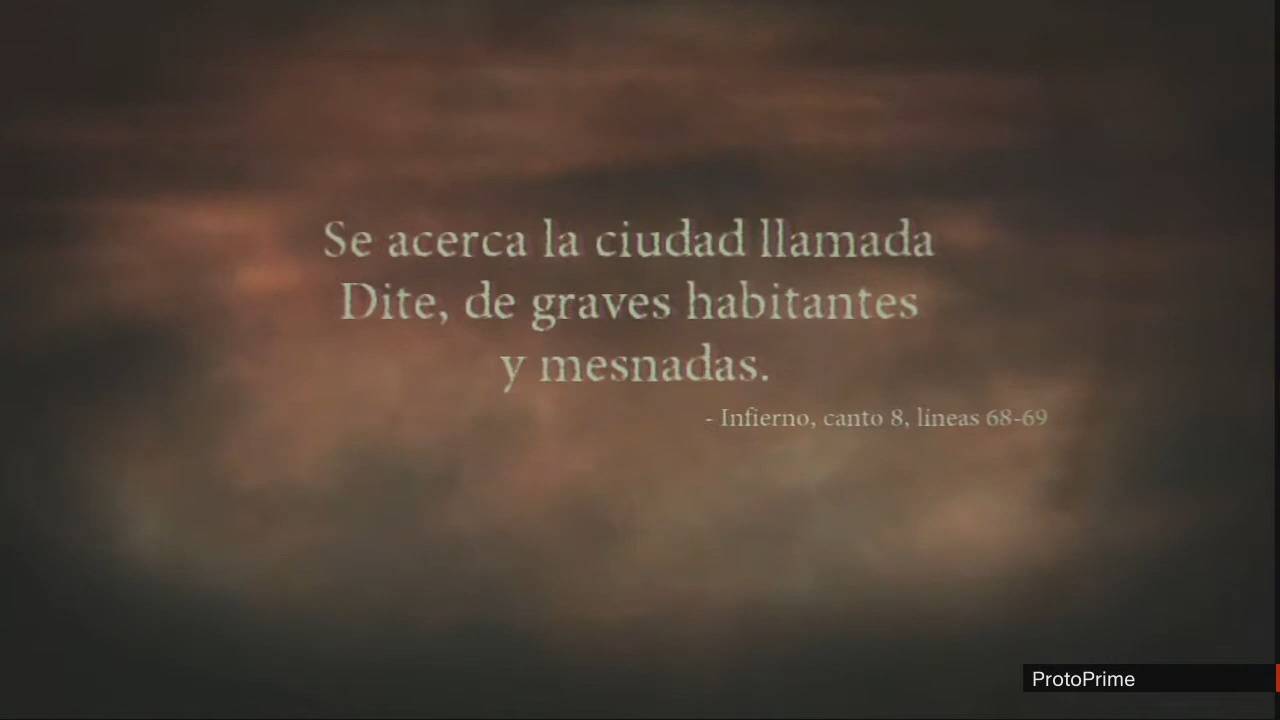 Se acerca la ciudad llamada
Dite, de graves habitantes
y mesnadas.
- Infierno, canto 8, líneas 68-69
ProtoPrime